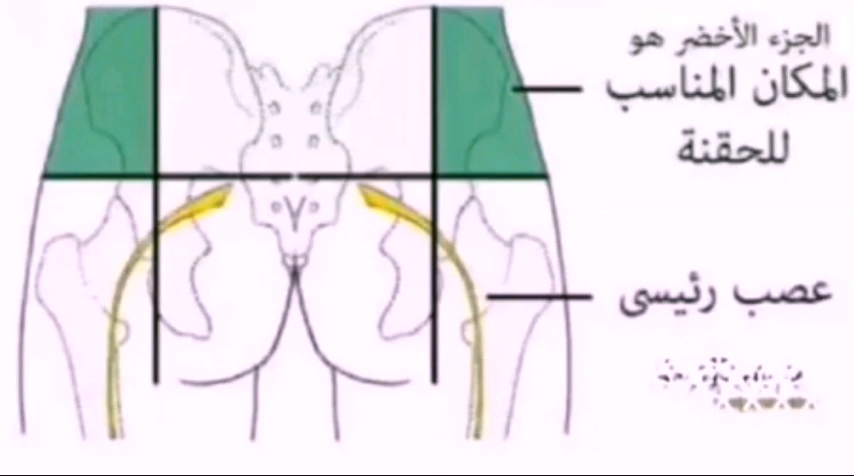 الجزء الأخضر هو
المكان المناسب
للحقنة
عصب رئيسى